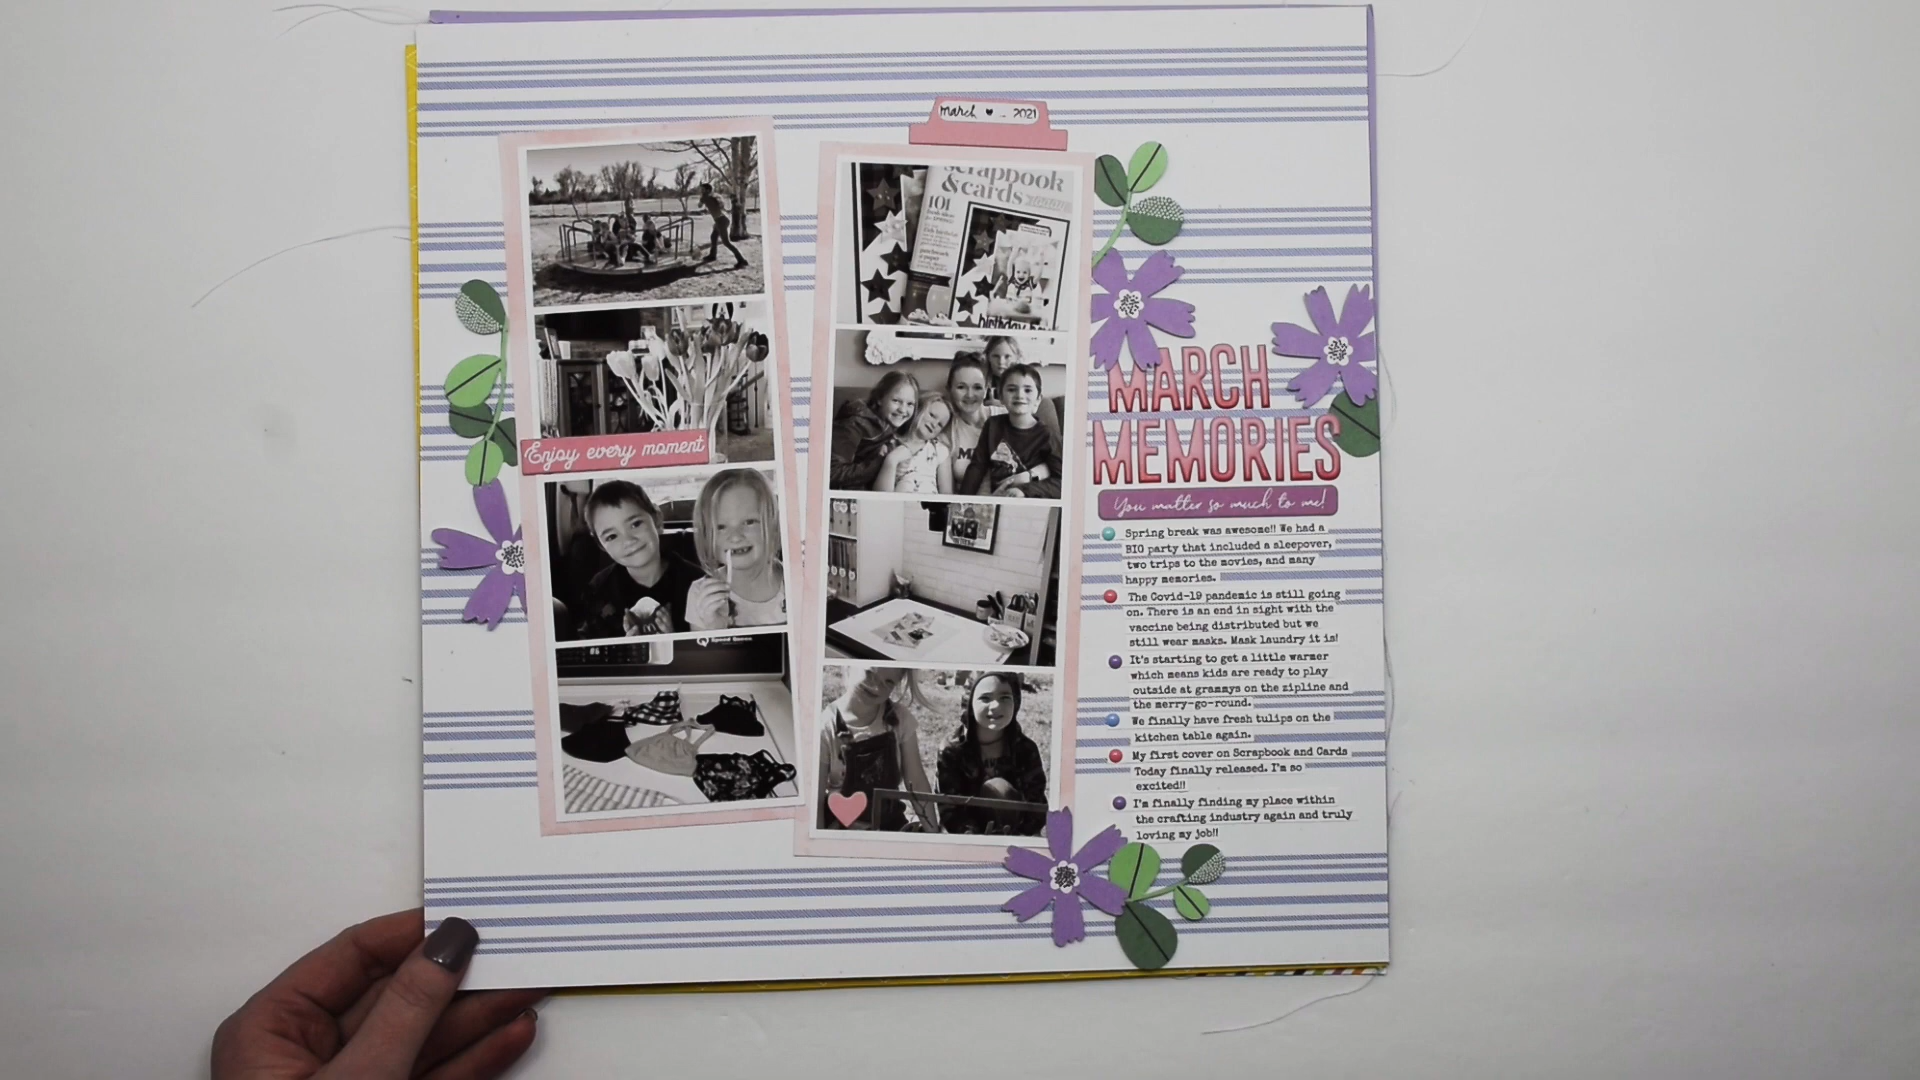 march 2021
scrapbook
& cards
101
Enjoy every moment
Speed Queen
MARCH
MEMORIES
You matter so much to me!
Spring break was awesome!! We had a
BIG party that included a sleepover,
two trips to the movies, and many
happy memories.
The Covid-19 pandemic is still going
on. There is an end in sight with the
vaccine being distributed but we
still wear masks. Mask laundry it is!
It's starting to get a little warmer
which means kids are ready to play
outside at grammys on the zipline and
the merry-go-round.
We finally have fresh tulips on the
kitchen table again.
My first cover on Scrapbook and Cards
Today finally released. I'm so
excited!!
I'm finally finding my place within
the crafting industry again and truly
loving my job!!